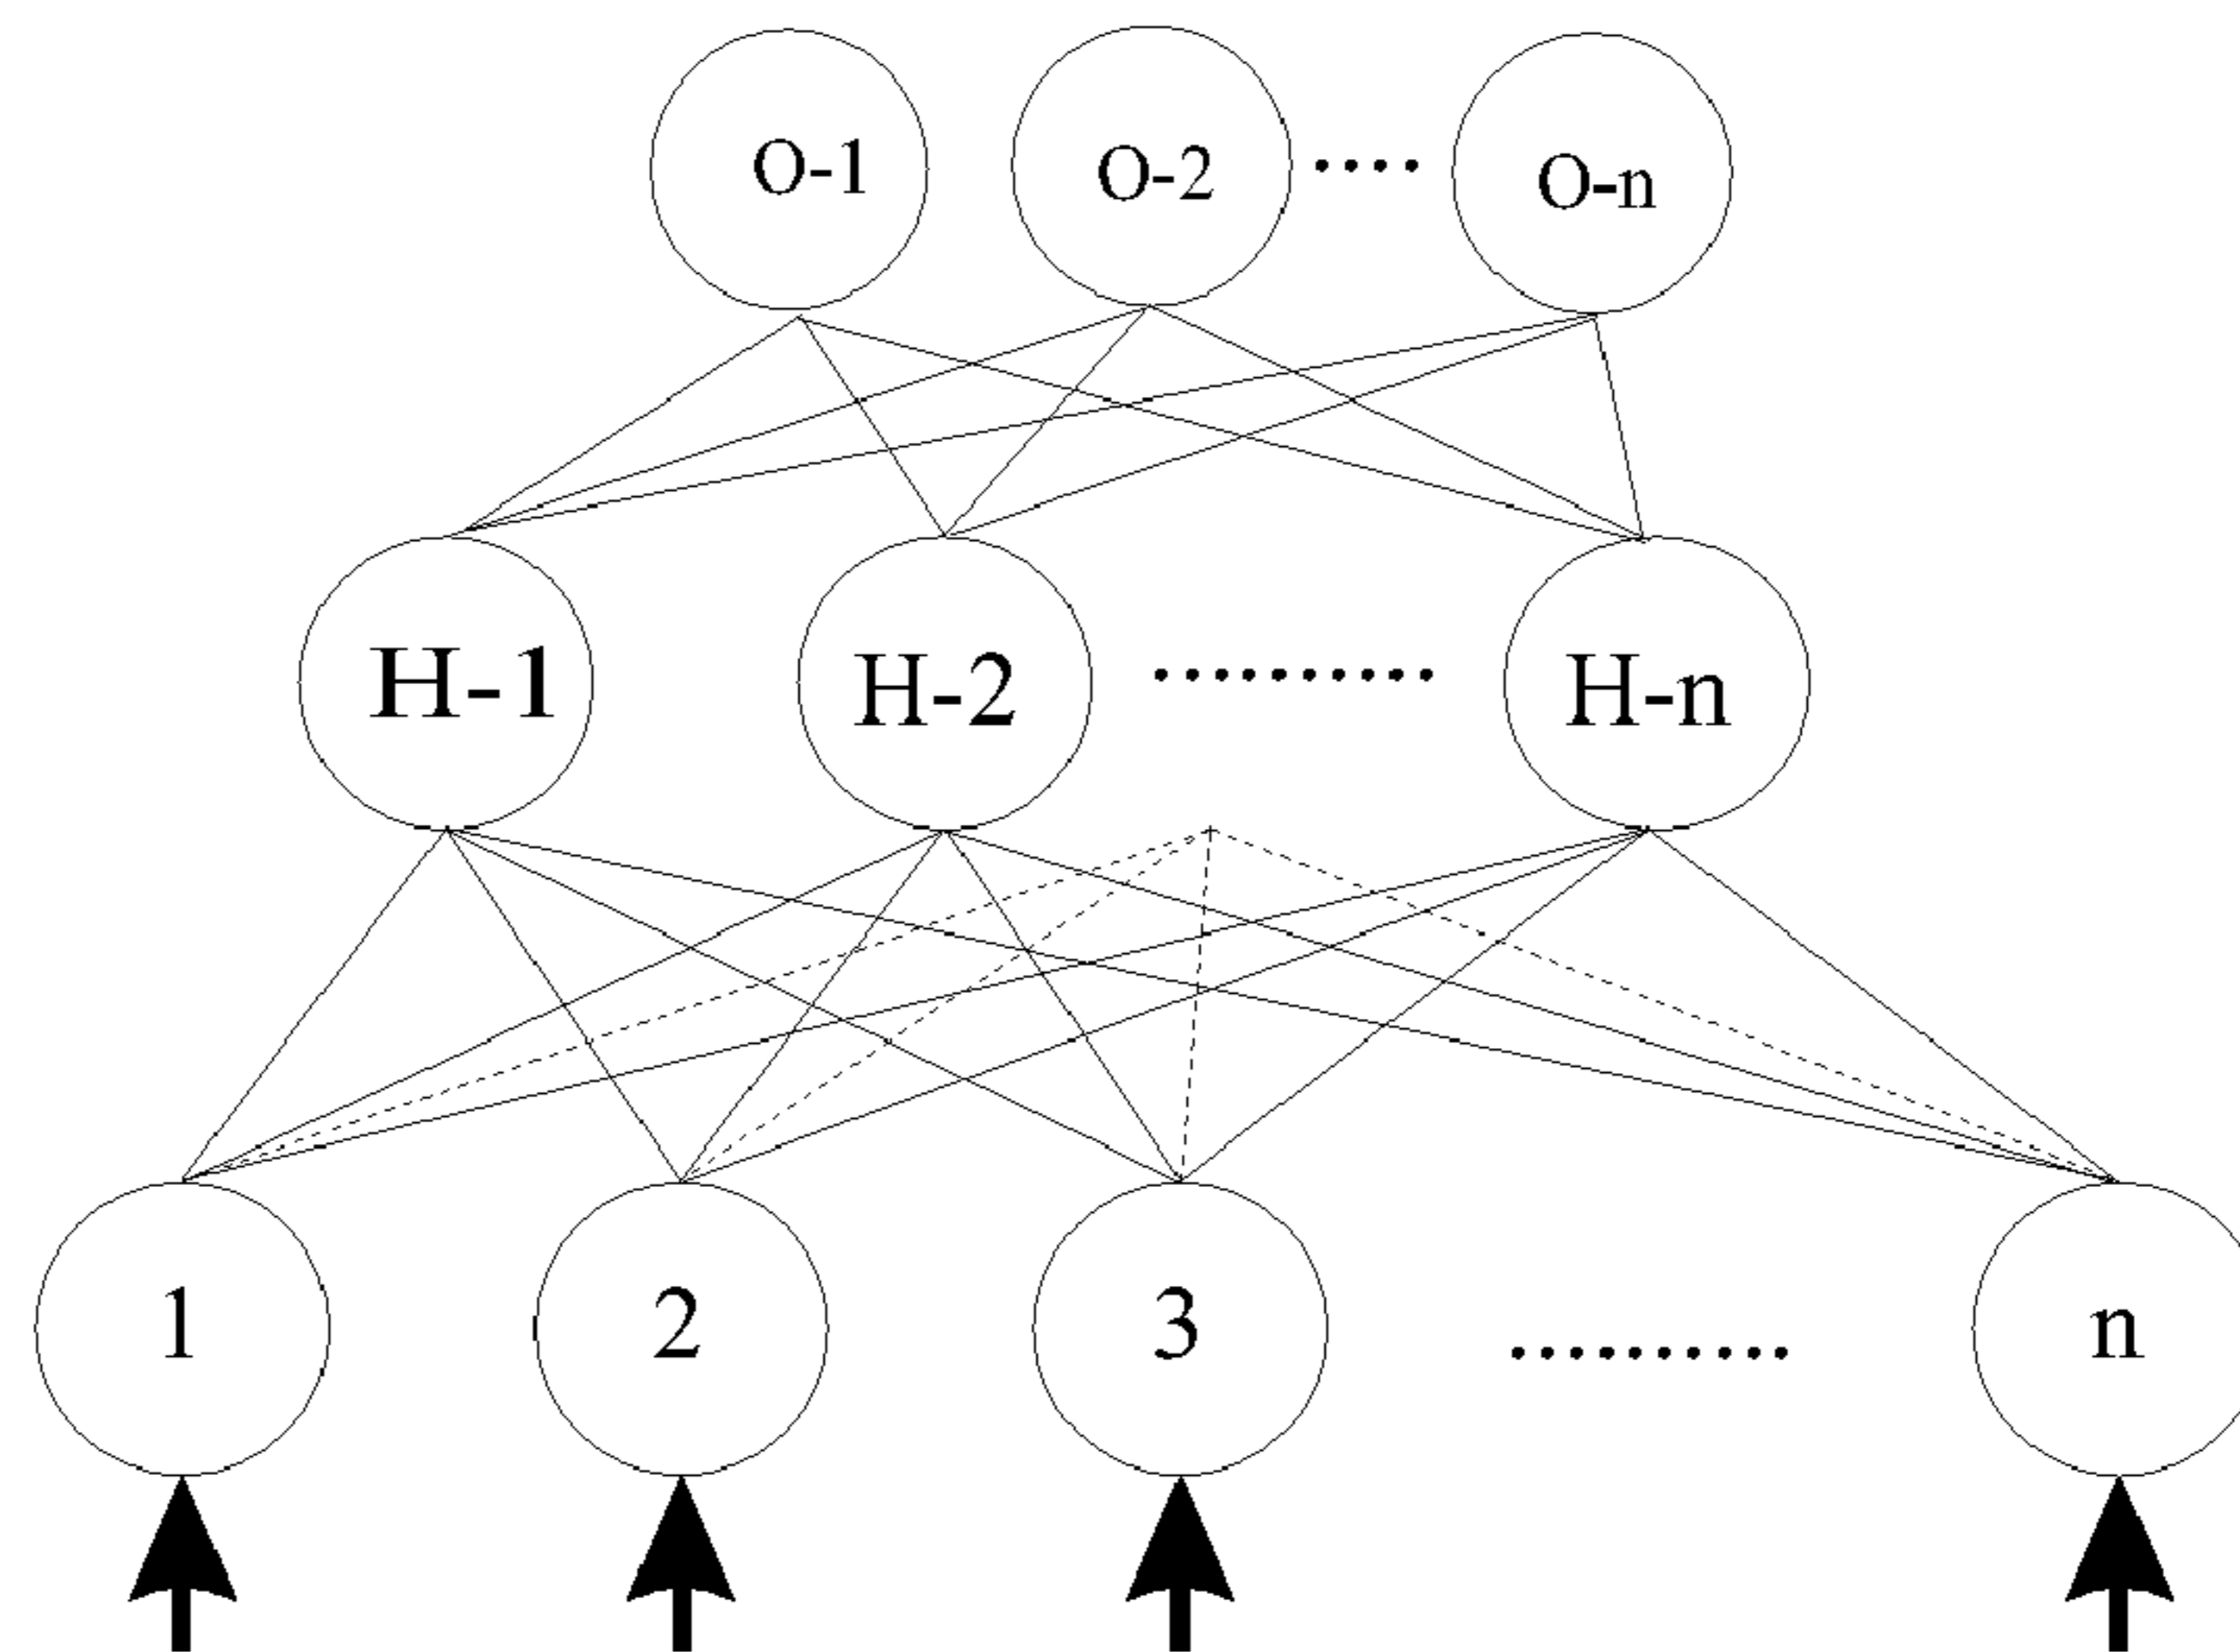 O-1 O-2 .... O-n
H-1 H-2 .......... H-n
1 2 3 .......... n